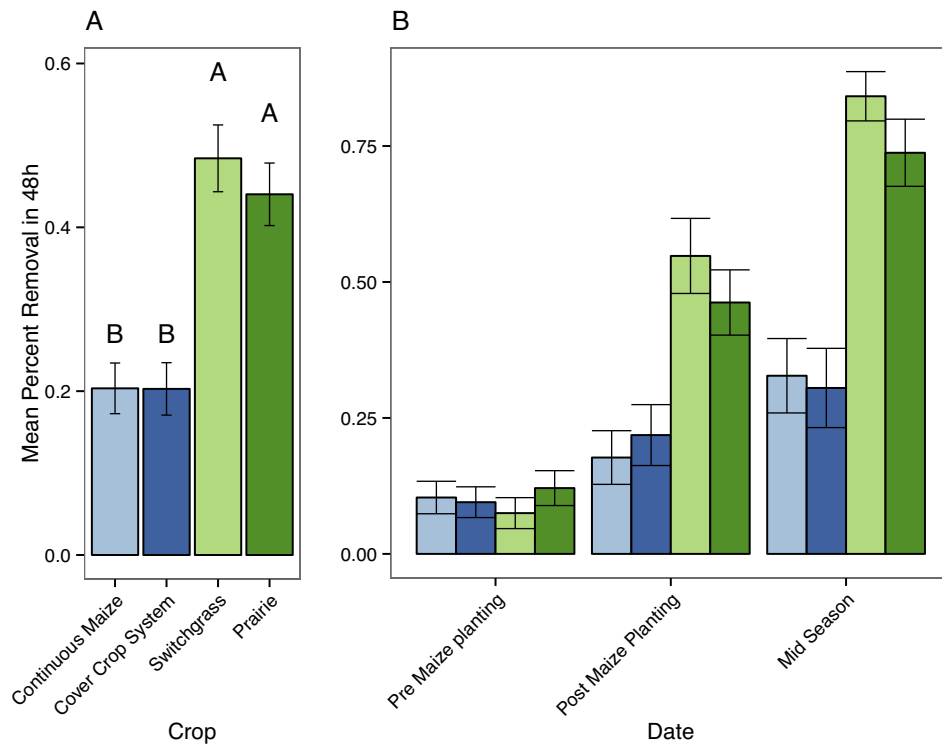 A
B
Mean Percent Removal in 48h
0.6
0.4
0.2
0.0
A
A
B
B
Continuous Maize
Cover Crop System
Switchgrass
Prairie
Crop
0.75
0.50
0.25
0.00
Pre Maize planting
Post Maize Planting
Mid Season
Date